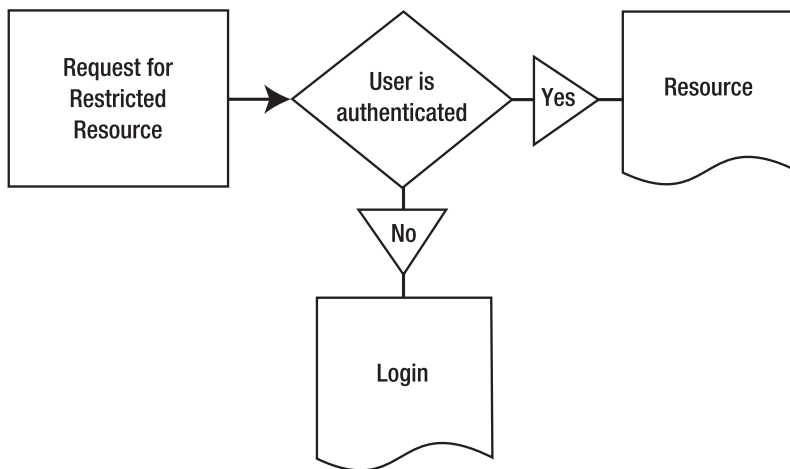 Request for
Restricted
Resource
User is
authenticated
Yes
Resource
No
Login